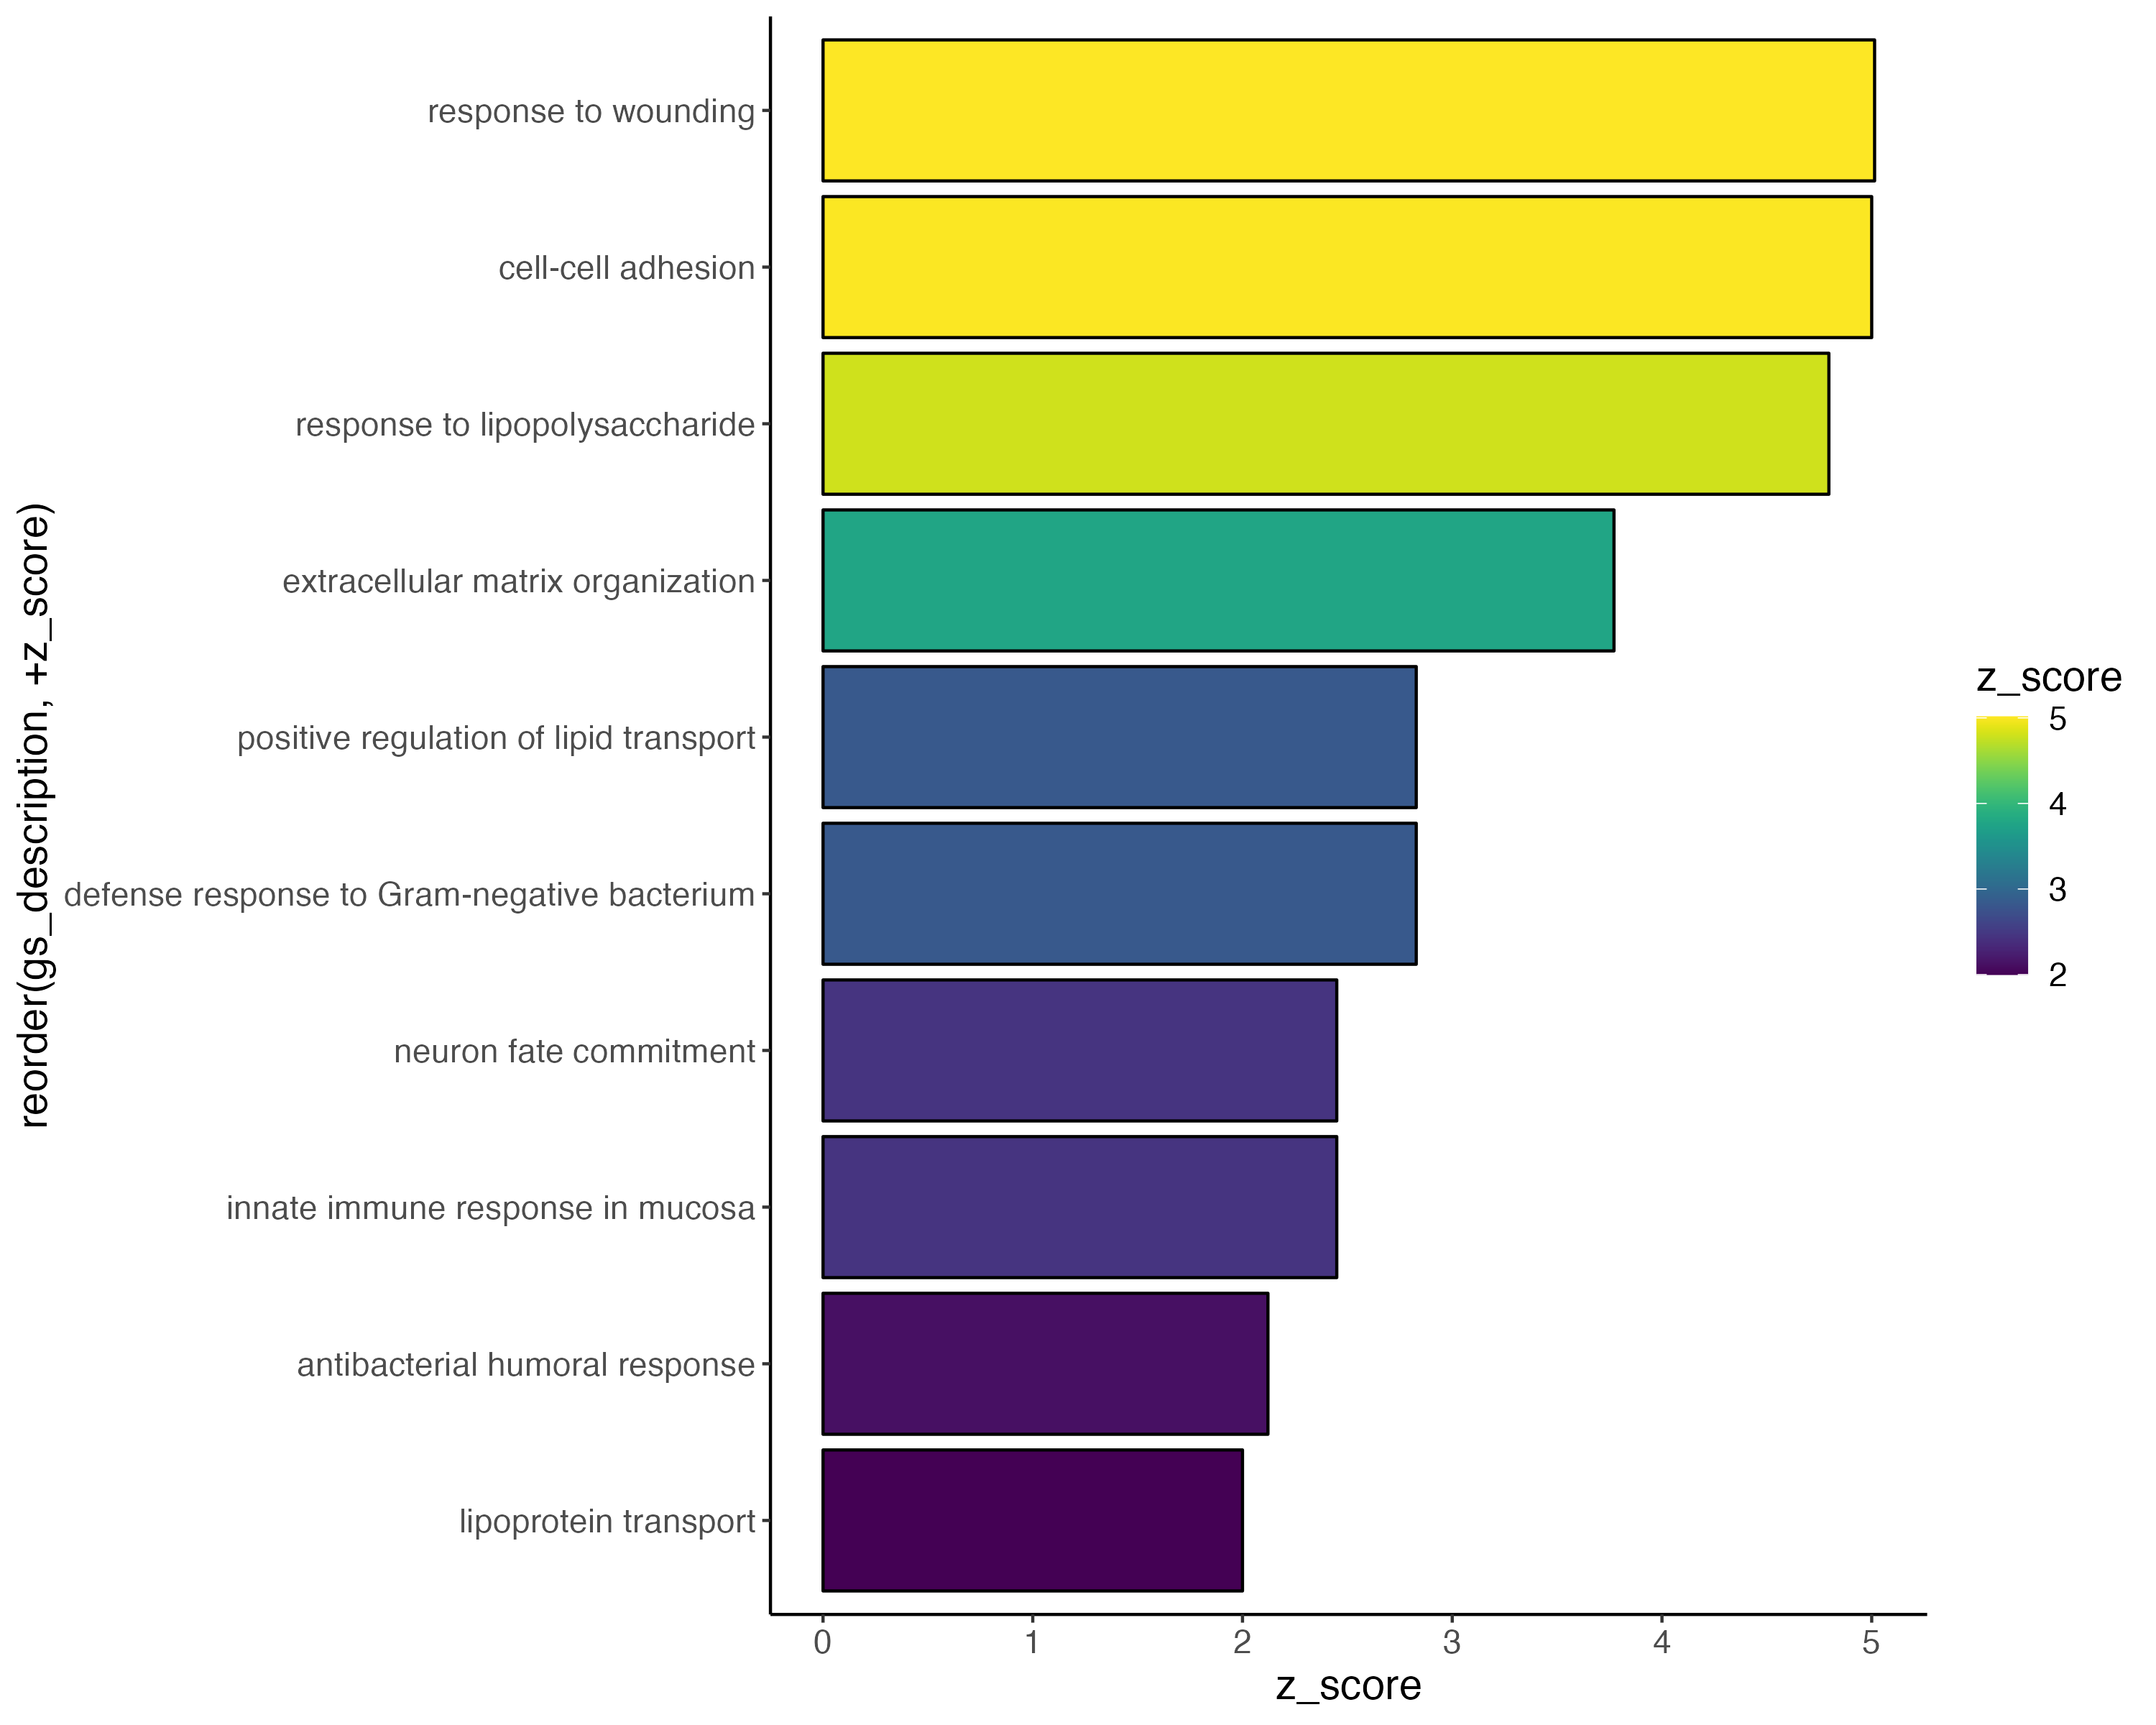 reorder(gs_description, +z_score)
response to wounding
cell-cell adhesion
response to lipopolysaccharide
extracellular matrix organization
positive regulation of lipid transport
defense response to Gram-negative bacterium
neuron fate commitment
innate immune response in mucosa
antibacterial humoral response
lipoprotein transport
0 1 2 3 4 5
z_score
z_score
5
4
3
2